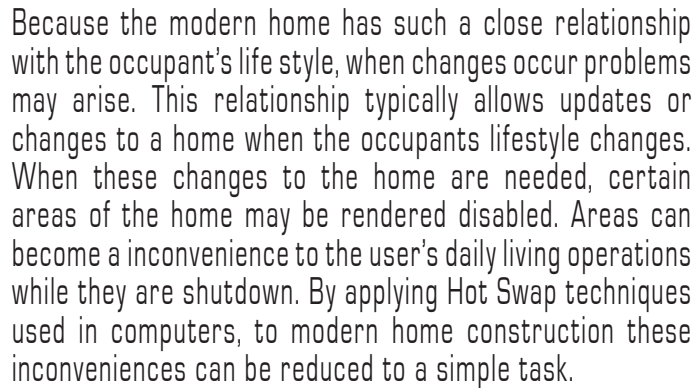 Because the modern home has such a close relationship
with the occupant's life style, when changes occur problems
may arise. This relationship typically allows updates or
changes to a home when the occupants lifestyle changes.
When these changes to the home are needed, certain
areas of the home may be rendered disabled. Areas can
become a inconvenience to the user's daily living operations
while they are shutdown. By applying Hot Swap techniques
used in computers, to modern home construction these
inconveniences can be reduced to a simple task.